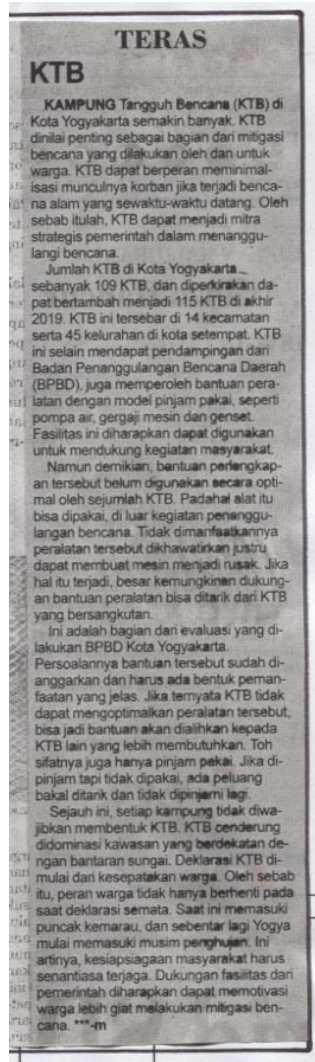 TERAS
KTB
KAMPUNG Tangguh Bencana (KTB) di
Kota Yogyakarta semakin banyak. KTB
dinilai penting sebagai bagian dari mitigasi
bencana yang dilakukan oleh dan untuk
warga. KTB dapat berperan meminimal-
isasi munculnya korban jika terjadi benca-
na alam yang sewaktu-waktu datang. Oleh
sebab itulah, KTB dapat menjadi mitra
strategis pemerintah dalam menanggu-
langi bencana.
Jumlah KTB di Kota Yogyakarta
sebanyak 109 KTB, dan diperkirakan da-
pat bertambah menjadi 115 KTB di akhir
2019. KTB ini tersebar di 14 kecamatan
serta 45 kelurahan di kota setempat. KTB
ini selain mendapat pendampingan dari
Badan Penanggulangan Bencana Daerah
(BPBD), juga memperoleh bantuan pera-
latan dengan model pinjam pakai, seperti
pompa air, gergaji mesin dan genset.
Fasilitas ini diharapkan dapat digunakan
untuk mendukung kegiatan masyarakat.
Namun demikian, bantuan perlengkap-
an tersebut belum digunakan secara opti-
mal oleh sejumlah KTB. Padahal alat itu
bisa dipakai, di luar kegiatan penanggu-
langan bencana. Tidak dimanfaatkannya
peralatan tersebut dikhawatirkan justru
dapat membuat mesin menjadi rusak. Jika
hal itu terjadi, besar kemungkinan dukung-
an bantuan peralatan bisa ditarik dari KTB
yang bersangkutan.
Ini adalah bagian dari evaluasi yang di-
lakukan BPBD Kota Yogyakarta.
Persoalannya bantuan tersebut sudah di-
anggarkan dan harus ada bentuk peman-
faatan yang jelas. Jika ternyata KTB tidak
dapat mengoptimalkan peralatan tersebut,
bisa jadi bantuan akan dialihkan kepada
KTB lain yang lebih membutuhkan. Toh
sifatnya juga hanya pinjam pakai. Jika di-
pinjam tapi tidak dipakai, ada peluang
bakal ditarik dan tidak dipinjami lagi.
Sejauh ini, setiap kampung tidak diwa-
jibkan membentuk KTB. KTB cenderung
didominasi kawasan yang berdekatan de-
ngan bantaran sungai. Deklarasi KTB di-
mulai dari kesepatakan warga. Oleh sebab
itu, peran warga tidak hanya berhenti pada
saat deklarasi semata. Saat ini memasuki
puncak kemarau, dan sebentar lagi Yogya
mulai memasuki musim penghujan. Ini
artinya, kesiapsiagaan masyarakat harus
senantiasa terjaga. Dukungan fasilitas dari
pemerintah diharapkan dapat memotivasi
warga lebih giat melakukan mitigasi ben-
cana. ***-m